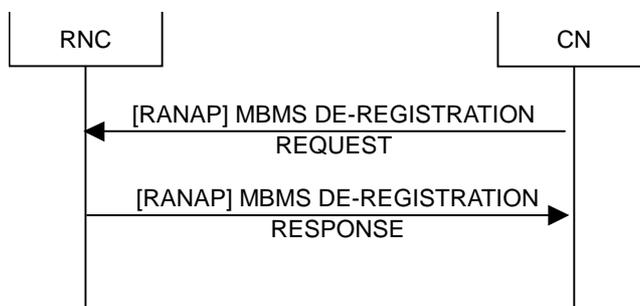 RNC
CN
[RANAP] MBMS DE-REGISTRATION
REQUEST
[RANAP] MBMS DE-REGISTRATION
RESPONSE